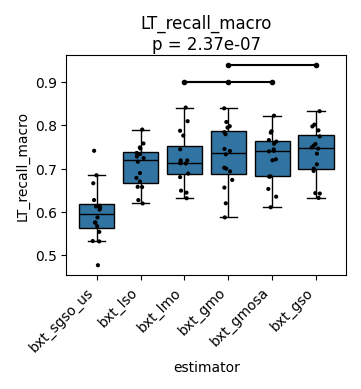 LT_recall_macro
p = 2.37e-07
LT_recall_macro
0.9
0.8
0.7
0.6
0.5
bxt_sgso_us
bxt_lso
bxt_lmo
bxt_gmo
bxt_gmosa
bxt_gso
estimator